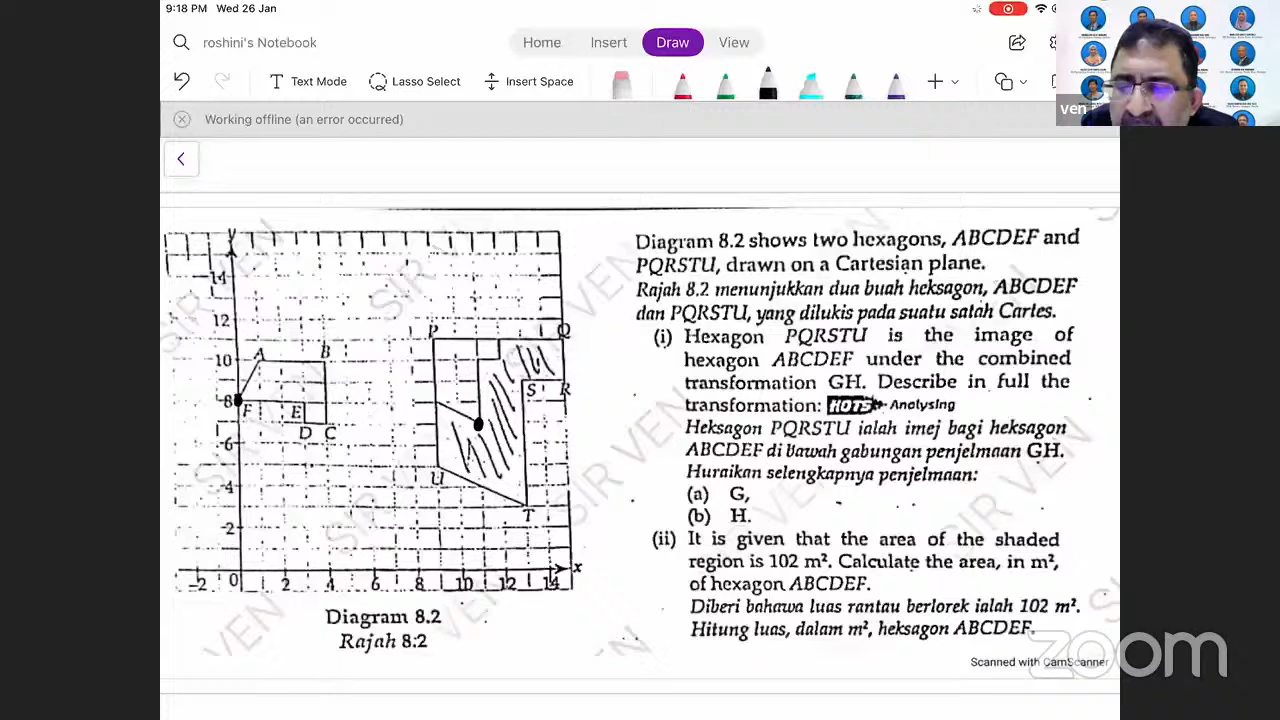 9:18 PM Wed 26 Jan
roshini's Notebook
Home Insert Draw View
Text Mode
Lasso Select
Insert Space
ven
Working offline (an error occurred)
Diagram 8.2 shows two hexagons, ABCDEF and
PQRSTU, drawn on a Cartesian plane.
Rajah 8.2 menunjukkan dua buah heksagon, ABCDEF
dan PQRSTU, yang dilukis pada suatu satah Cartes.
(i) Hexagon PQRSTU is the image of
hexagon ABCDEF under the combined
transformation GH. Describe in full the
transformation: HOTS Analysing
Heksagon PQRSTU ialah imej bagi heksagon
ABCDEF di bawah gabungan penjelmaan GH.
Huraikan selengkapnya penjelmaan:
(a) G,
(b) H.
(ii) It is given that the area of the shaded
region is 102 m². Calculate the area, in m²,
of hexagon ABCDEF.
Diberi bahawa luas rantau berlorek ialah 102 m².
Hitung luas, dalam m², heksagon ABCDEF.
y
14
12
P Q
A B
10
8
F E S R
D C
6
U
4
T
2
x
-2 0 2 4 6 8 10 12 14
Diagram 8.2
Rajah 8:2
SIR VEN
Scanned with CamScanner
zoom